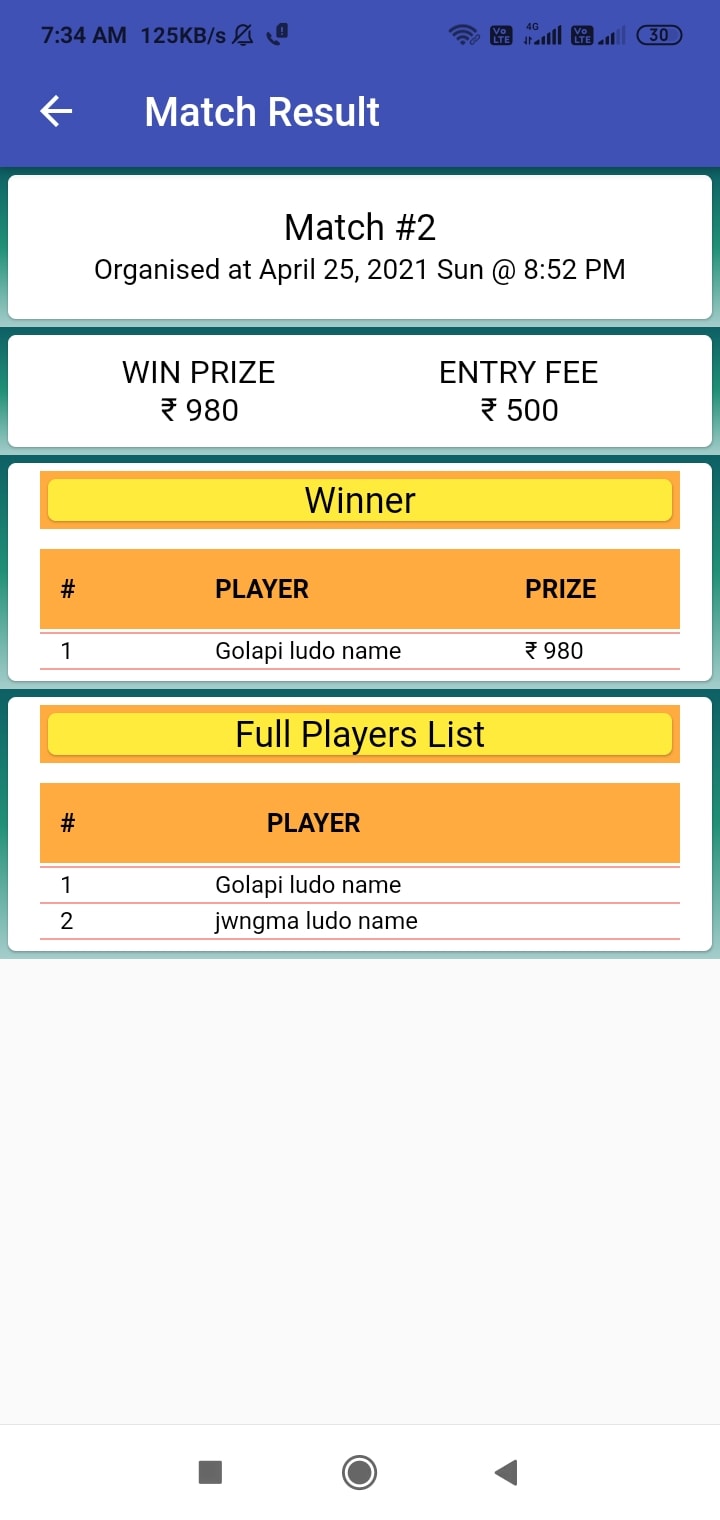 7:34 AM 125KB/s
Vo LTE 4G Vo LTE 30
Match Result
Match #2
Organised at April 25, 2021 Sun @ 8:52 PM
WIN PRIZE ENTRY FEE
₹ 980 ₹ 500
Winner
# PLAYER PRIZE
1 Golapi ludo name ₹ 980
Full Players List
# PLAYER
1 Golapi ludo name
2 jwngma ludo name